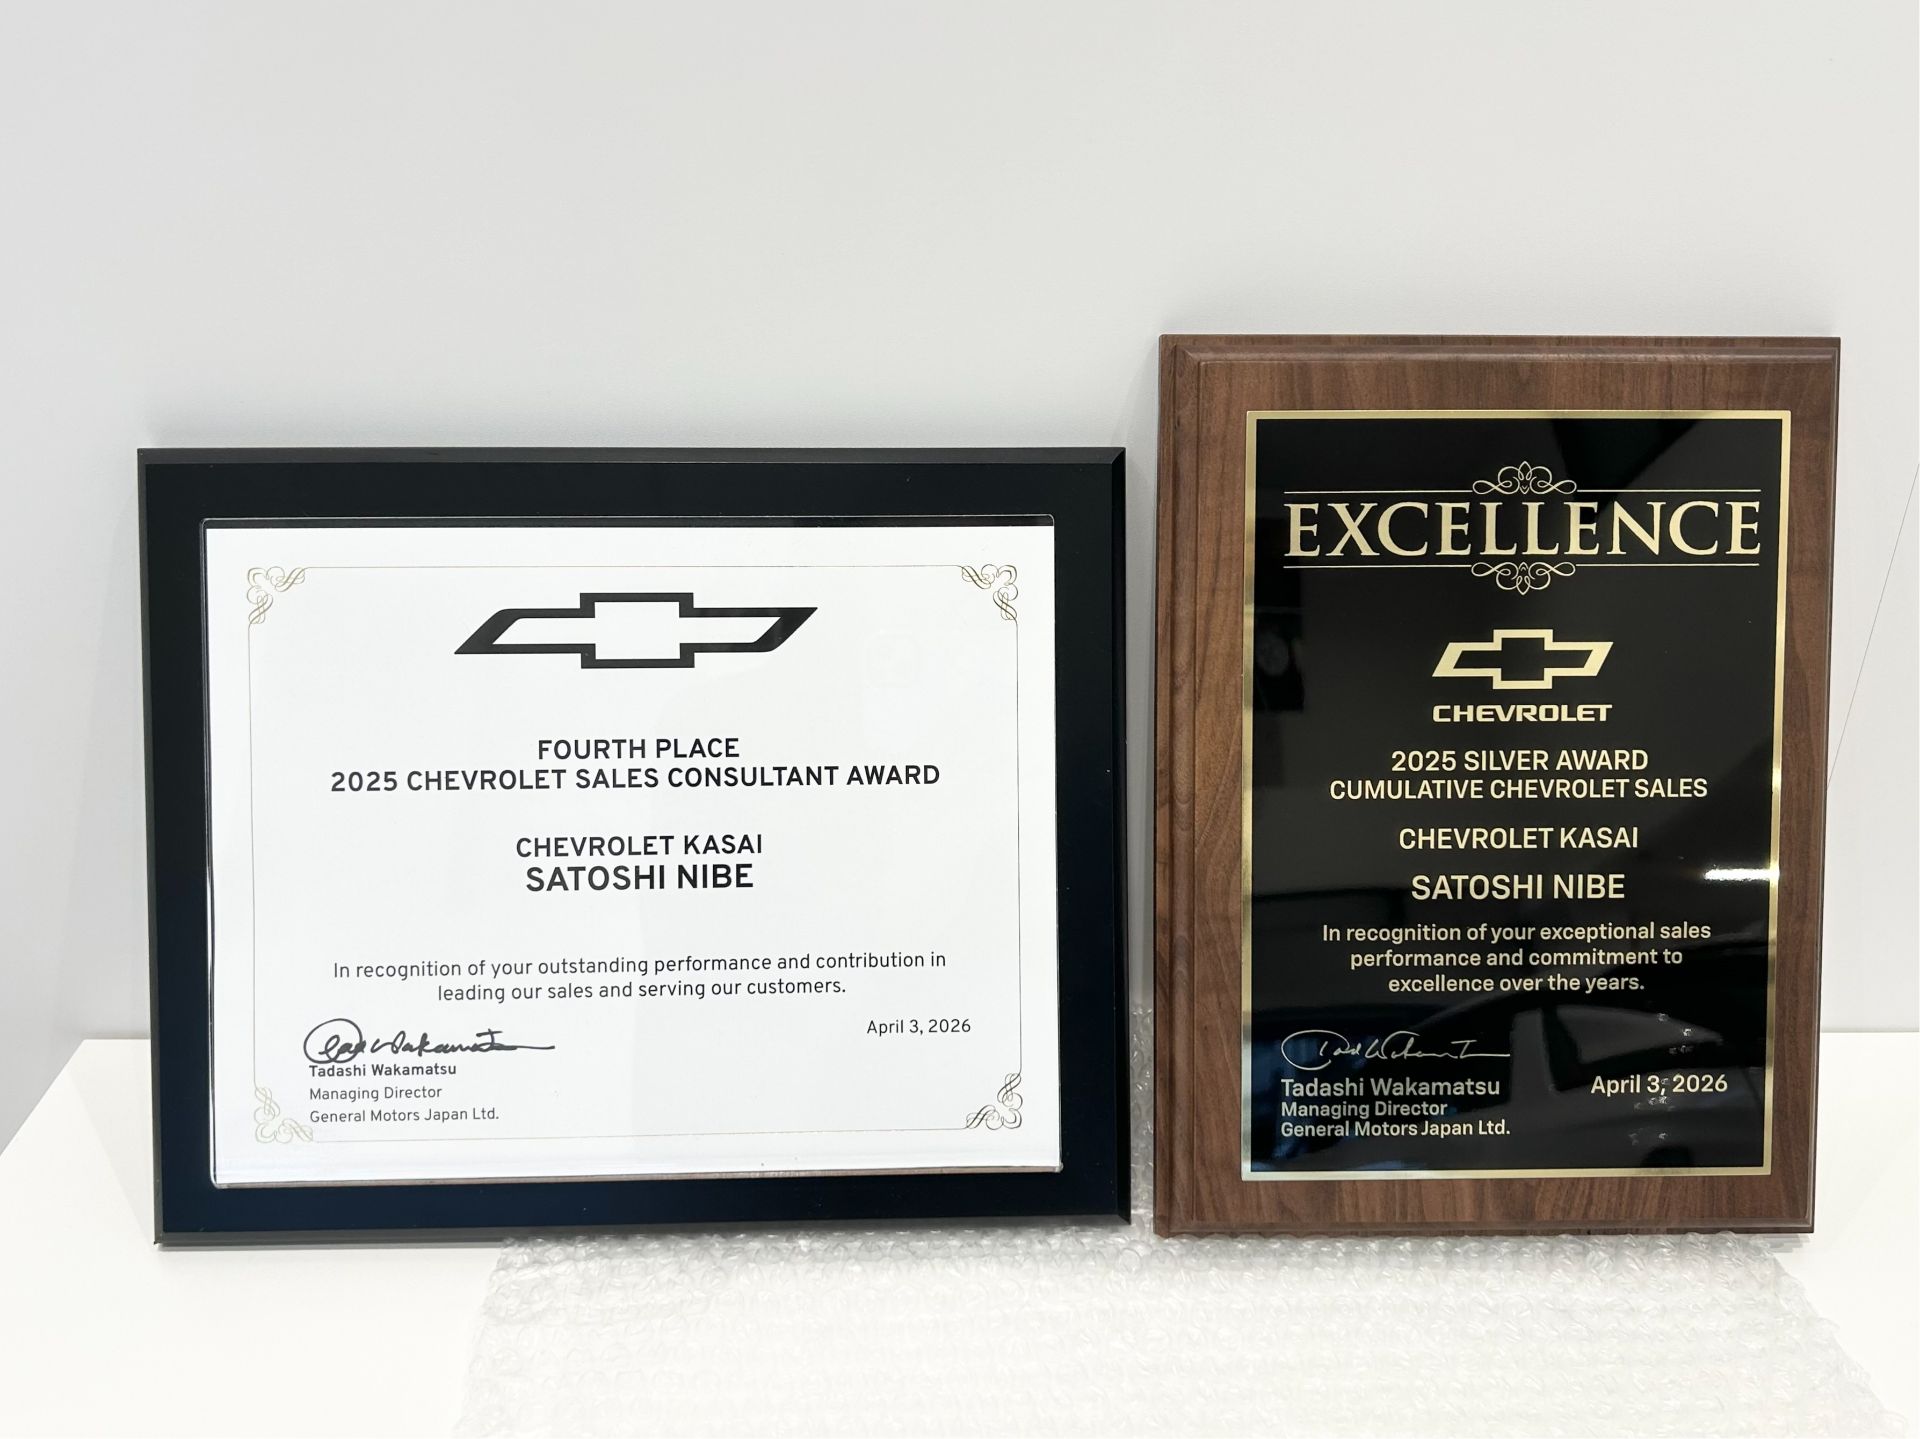 FOURTH PLACE
2025 CHEVROLET SALES CONSULTANT AWARD
CHEVROLET KASAI
SATOSHI NIBE
In recognition of your outstanding performance and contribution in
leading our sales and serving our customers.
April 3, 2026
Tadashi Wakamatsu
Managing Director
General Motors Japan Ltd.
EXCELLENCE
CHEVROLET
2025 SILVER AWARD
CUMULATIVE CHEVROLET SALES
CHEVROLET KASAI
SATOSHI NIBE
In recognition of your exceptional sales
performance and commitment to
excellence over the years.
Tadashi Wakamatsu
April 3, 2026
Managing Director
General Motors Japan Ltd.